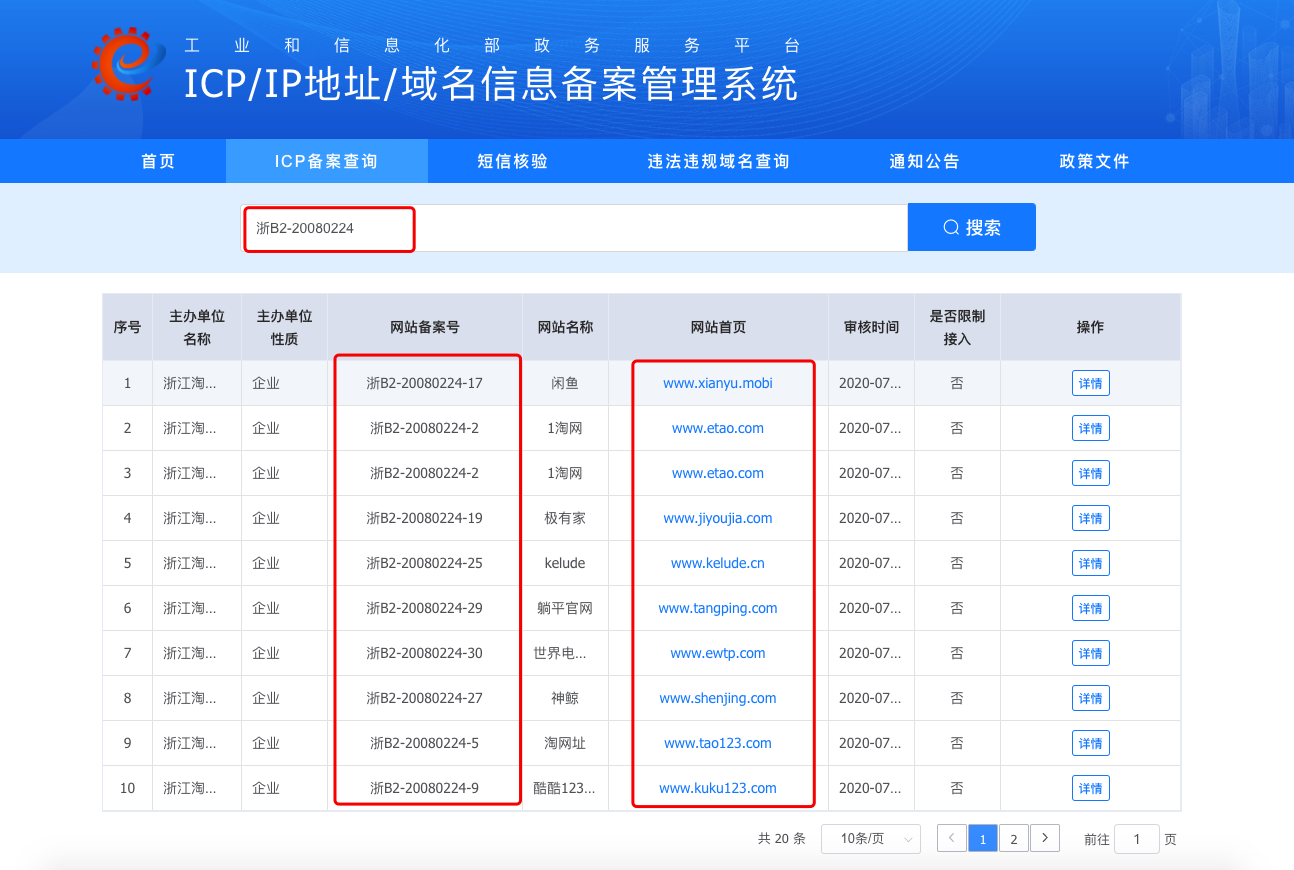 工业和信息化部政务服务平台
ICP/IP地址/域名信息备案管理系统
首页 ICP备案查询 短信核验 违法违规域名查询 通知公告 政策文件
浙B2-20080224 搜索
序号 主办单位名称 主办单位性质 网站备案号 网站名称 网站首页 审核时间 是否限制接入 操作
1 浙江淘... 企业 浙B2-20080224-17 闲鱼 www.xianyu.mobi 2020-07... 否 详情
2 浙江淘... 企业 浙B2-20080224-2 1淘网 www.etao.com 2020-07... 否 详情
3 浙江淘... 企业 浙B2-20080224-2 1淘网 www.etao.com 2020-07... 否 详情
4 浙江淘... 企业 浙B2-20080224-19 极有家 www.jiyoujia.com 2020-07... 否 详情
5 浙江淘... 企业 浙B2-20080224-25 kelude www.kelude.cn 2020-07... 否 详情
6 浙江淘... 企业 浙B2-20080224-29 躺平官网 www.tangping.com 2020-07... 否 详情
7 浙江淘... 企业 浙B2-20080224-30 世界电... www.ewtp.com 2020-07... 否 详情
8 浙江淘... 企业 浙B2-20080224-27 神鲸 www.shenjing.com 2020-07... 否 详情
9 浙江淘... 企业 浙B2-20080224-5 淘网址 www.tao123.com 2020-07... 否 详情
10 浙江淘... 企业 浙B2-20080224-9 酷酷123... www.kuku123.com 2020-07... 否 详情
共 20 条 10条/页 < 1 2 > 前往 1 页